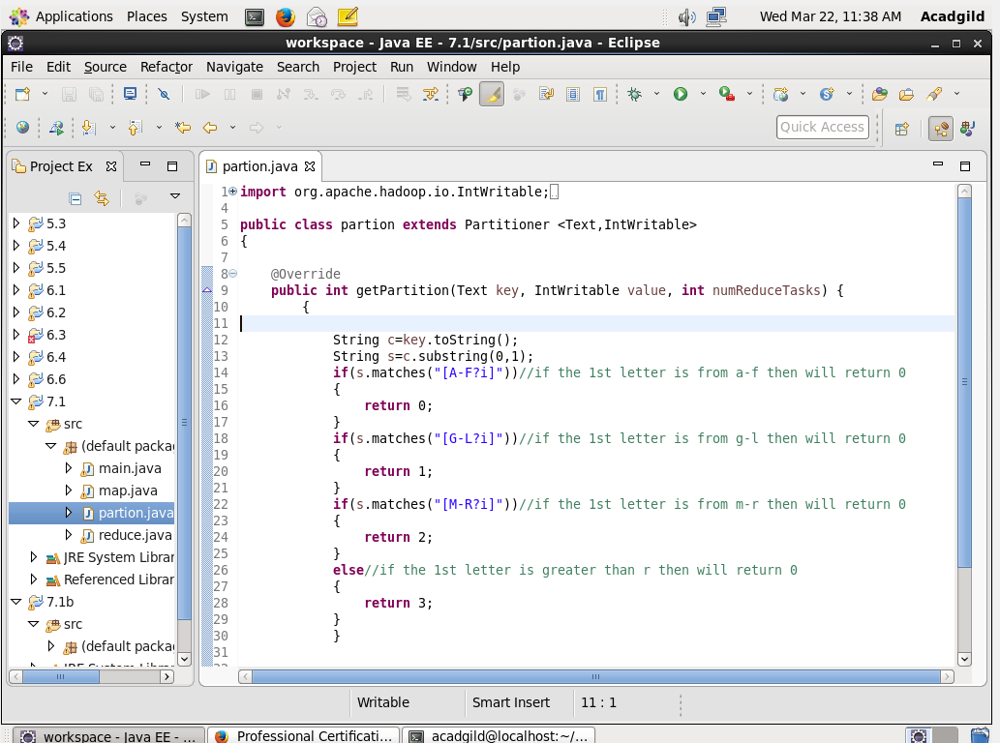 Applications Places System Wed Mar 22, 11:38 AM Acadgild
workspace - Java EE - 7.1/src/partion.java - Eclipse
File Edit Source Refactor Navigate Search Project Run Window Help
Quick Access
Project Ex
partion.java
5.3
5.4
5.5
6.1
6.2
6.3
6.4
6.6
7.1
src
(default packa
main.java
map.java
partion.java
reduce.java
JRE System Librar
Referenced Librar
7.1b
src
(default packa
1 import org.apache.hadoop.io.IntWritable;
4
5 public class partion extends Partitioner <Text,IntWritable>
6 {
7
8 @Override
9 public int getPartition(Text key, IntWritable value, int numReduceTasks) {
10 {
11
12 String c=key.toString();
13 String s=c.substring(0,1);
14 if(s.matches("[A-F?i]"))//if the 1st letter is from a-f then will return 0
15 {
16 return 0;
17 }
18 if(s.matches("[G-L?i]"))//if the 1st letter is from g-l then will return 0
19 {
20 return 1;
21 }
22 if(s.matches("[M-R?i]"))//if the 1st letter is from m-r then will return 0
23 {
24 return 2;
25 }
26 else//if the 1st letter is greater than r then will return 0
27 {
28 return 3;
29 }
30 }
31
Writable Smart Insert 11 : 1
workspace - Java EE - ... Professional Certificati... acadgild@localhost:~/...